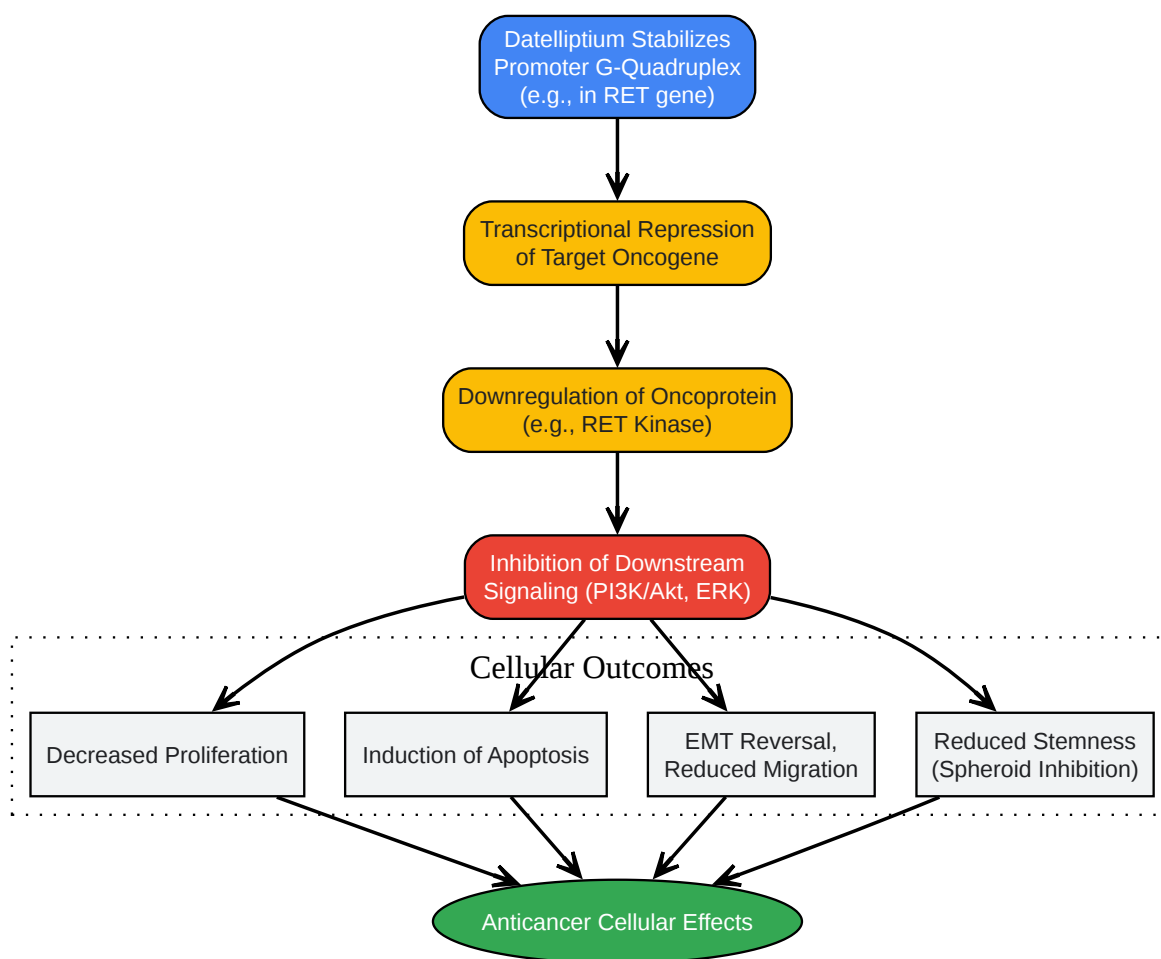 Datelliptium Stabilizes
Promoter G-Quadruplex
(e.g., in RET gene)
Transcriptional Repression
of Target Oncogene
Downregulation of Oncoprotein
(e.g., RET Kinase)
Inhibition of Downstream
Signaling (PI3K/Akt, ERK)
Cellular Outcomes
Decreased Proliferation
Induction of Apoptosis
EMT Reversal,
Reduced Migration
Reduced Stemness
(Spheroid Inhibition)
Anticancer Cellular Effects